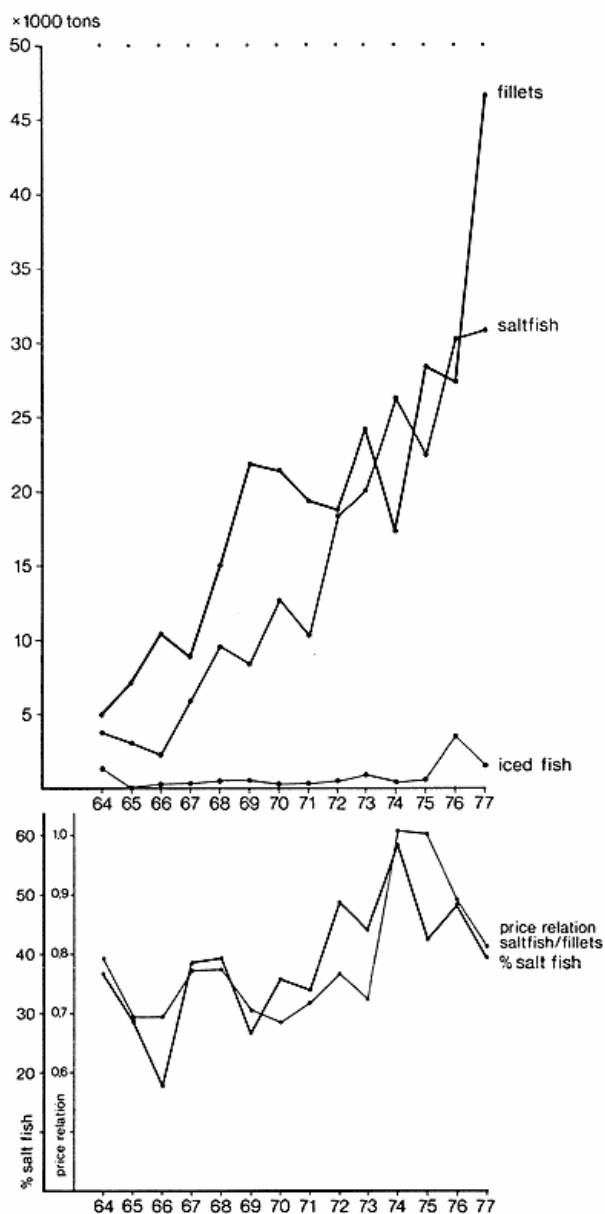 ×1000 tons
50
45
40
35
30
25
20
15
10
5
fillets
saltfish
iced fish
64 65 66 67 68 69 70 71 72 73 74 75 76 77
60
50
40
30
20
% salt fish
1,0
0,9
0,8
0,7
0,6
price relation
price relation
saltfish/fillets
% salt fish
64 65 66 67 68 69 70 71 72 73 74 75 76 77